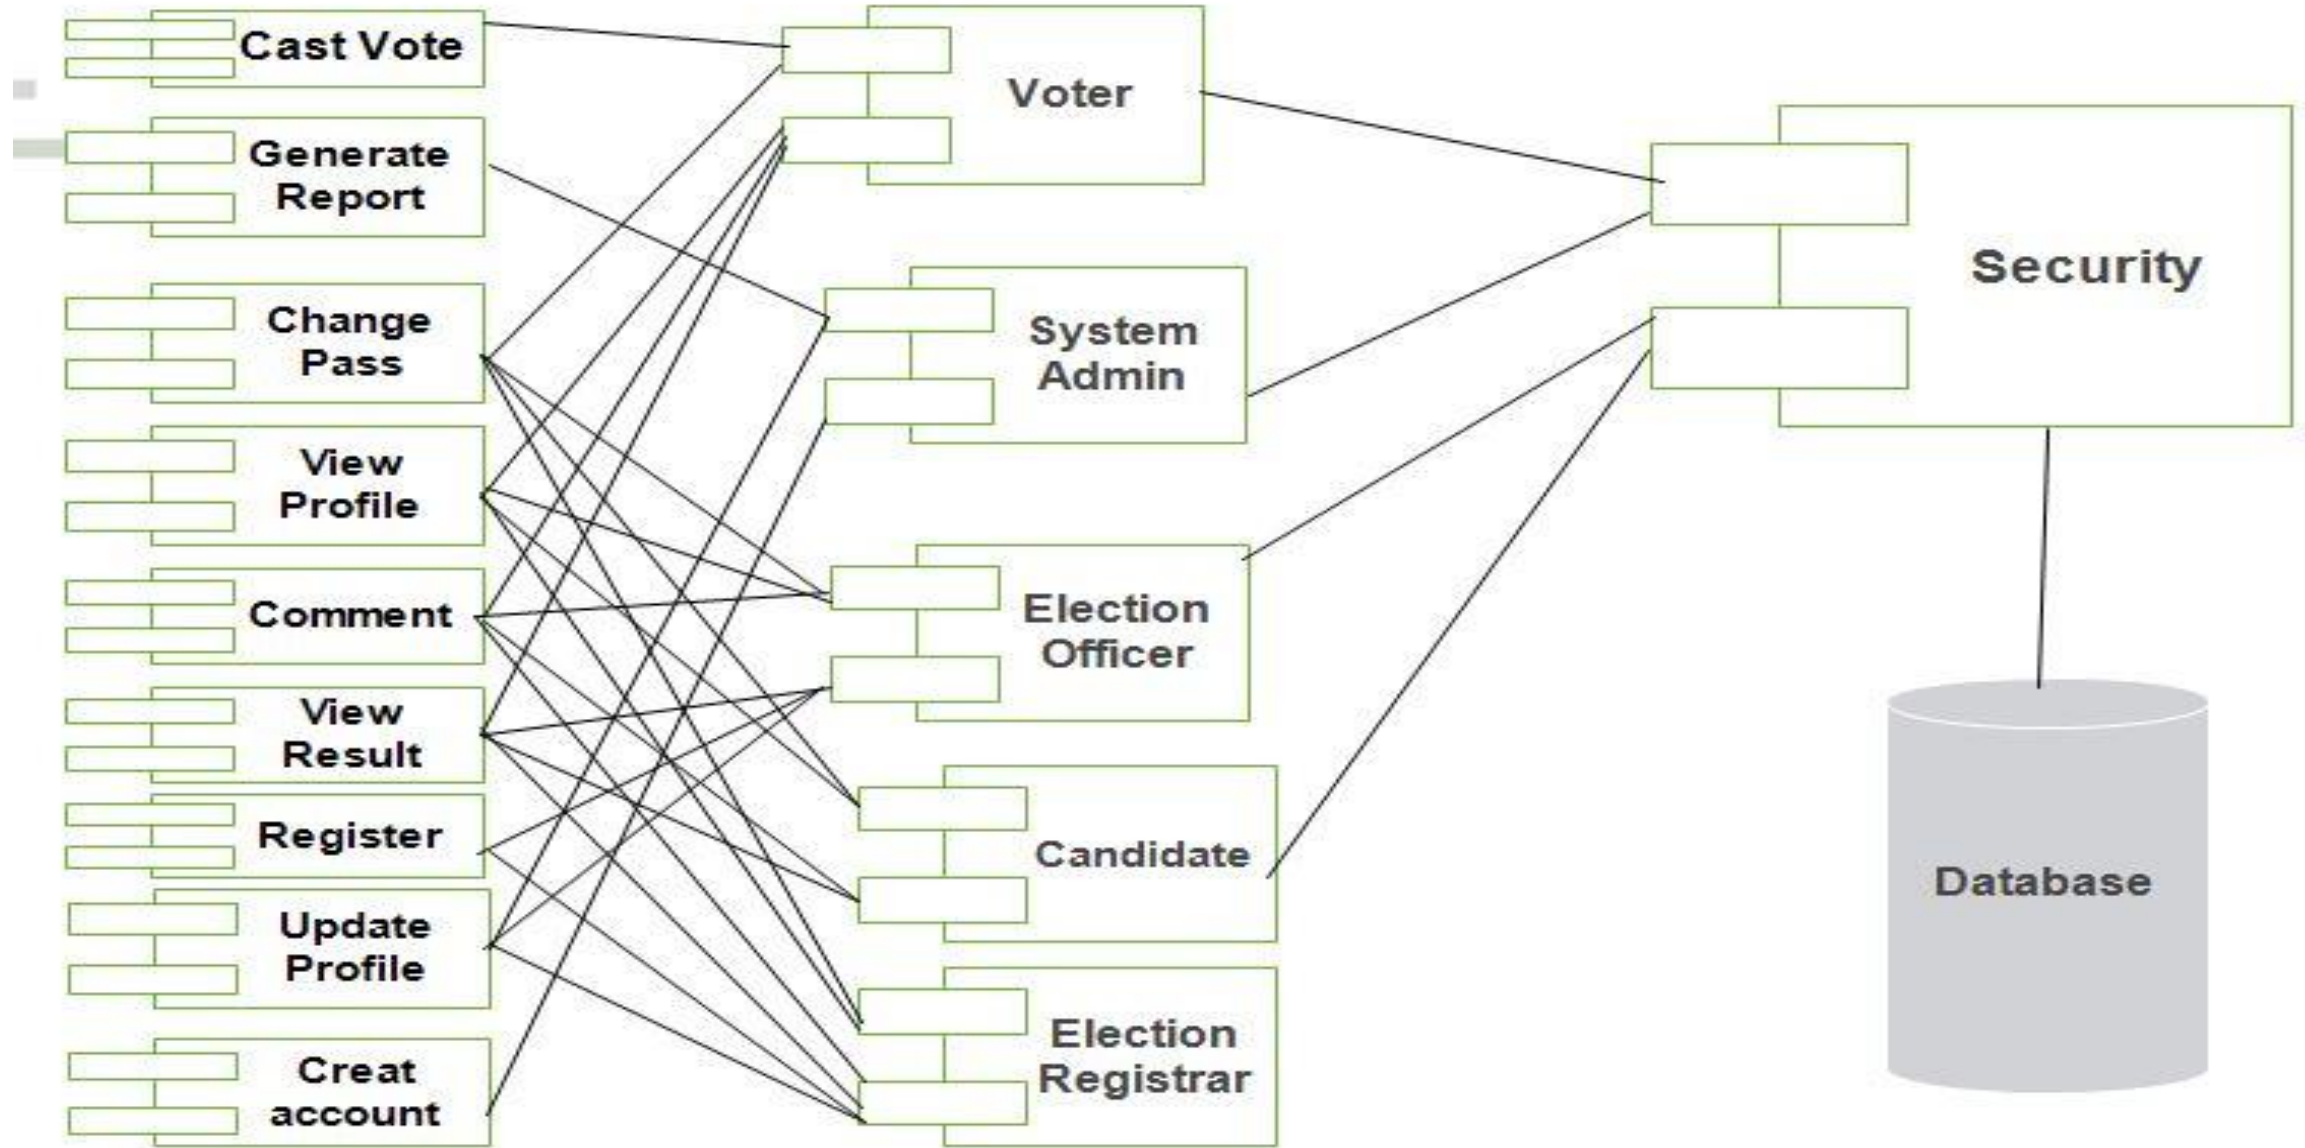 Cast Vote
Generate
Report
Change
Pass
View
Profile
Comment
View
Result
Register
Update
Profile
Creat
account
Voter
System
Admin
Election
Officer
Candidate
Election
Registrar
Security
Database